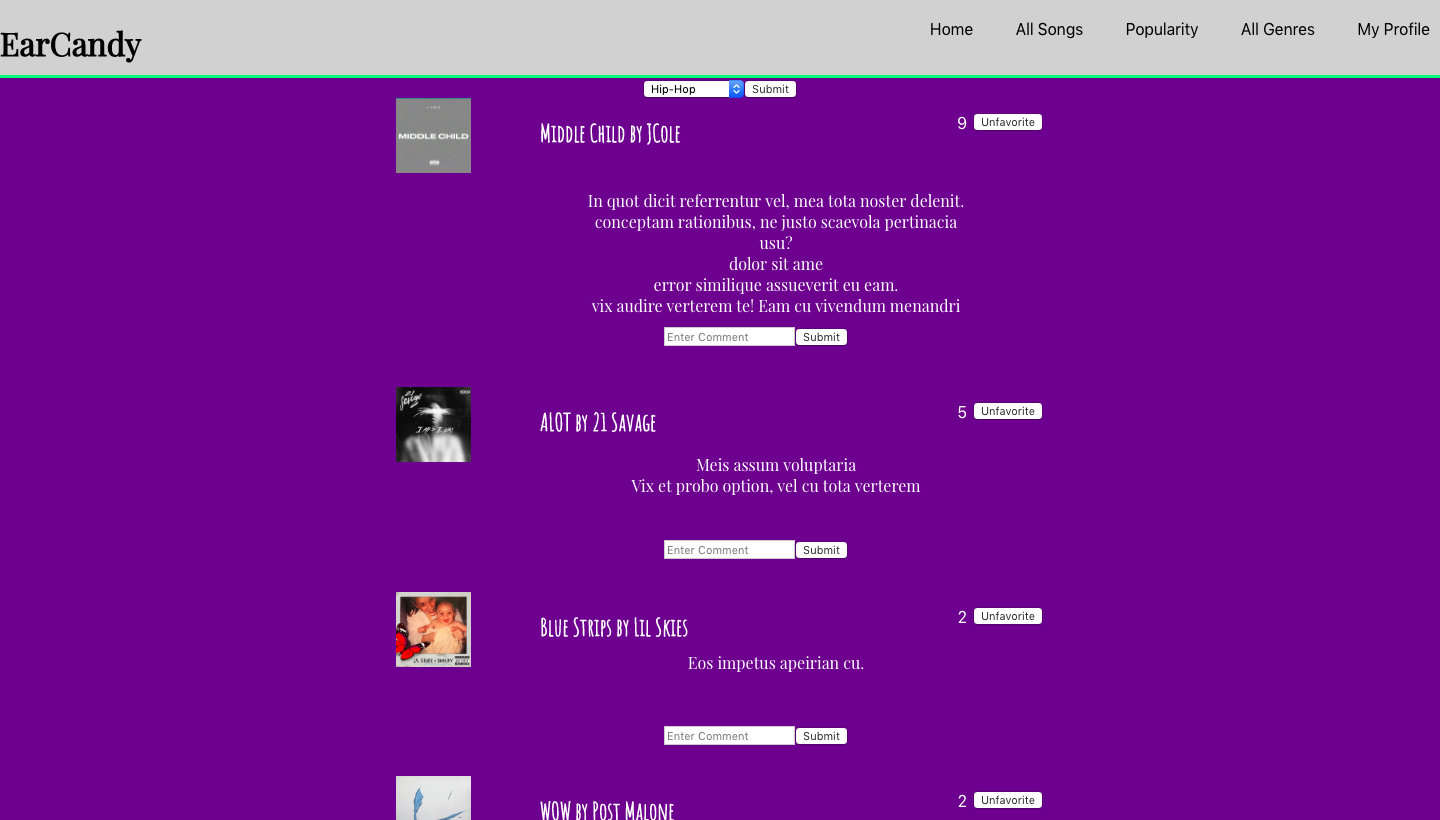 EarCandy
Home All Songs Popularity All Genres My Profile
Hip-Hop Submit
MIDDLE CHILD
Middle Child by JCole
9 Unfavorite
In quot dicit referrentur vel, mea tota noster delenit.
conceptam rationibus, ne justo scaevola pertinacia
usu?
dolor sit ame
error similique assueverit eu eam.
vix audire verterem te! Eam cu vivendum menandri
Enter Comment Submit
ALOT by 21 Savage
5 Unfavorite
Meis assum voluptaria
Vix et probo option, vel cu tota verterem
Enter Comment Submit
Blue Strips by Lil Skies
2 Unfavorite
Eos impetus apeirian cu.
Enter Comment Submit
WOW by Post Malone
2 Unfavorite